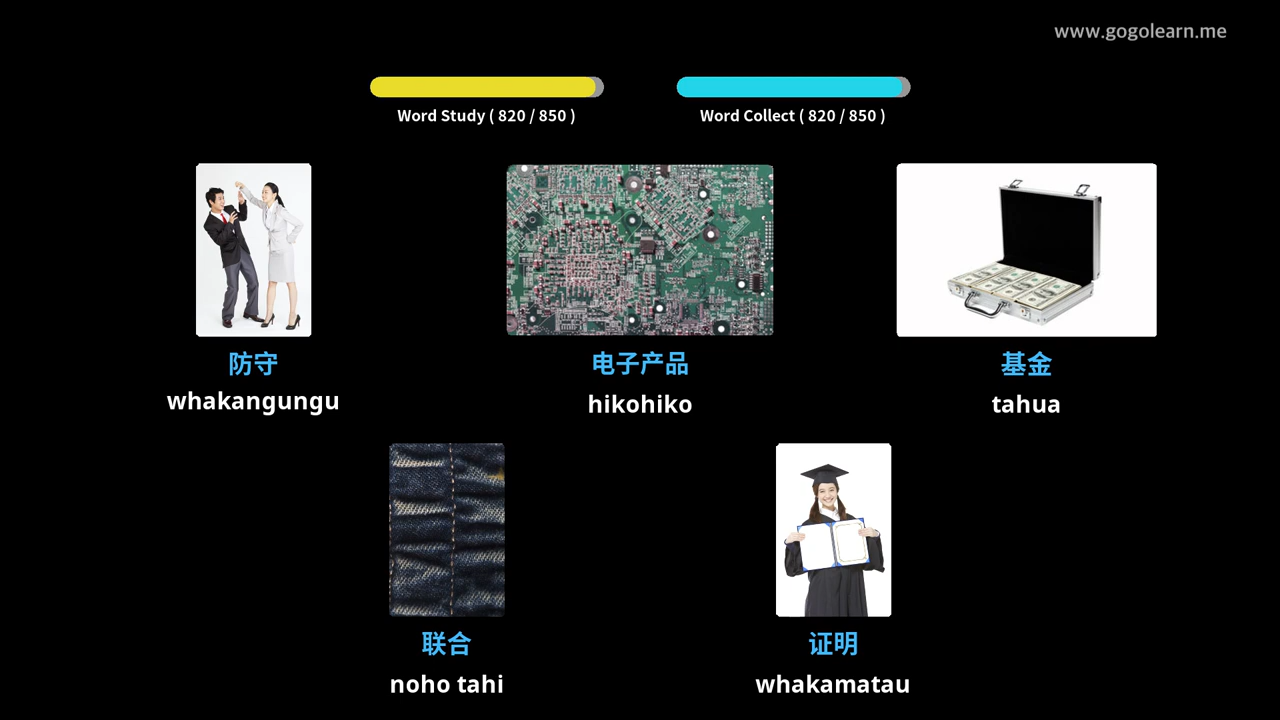 www.gogolearn.me
Word Study ( 820 / 850 )
Word Collect ( 820 / 850 )
防守
whakangungu
电子产品
hikohiko
基金
tahua
联合
noho tahi
证明
whakamatau